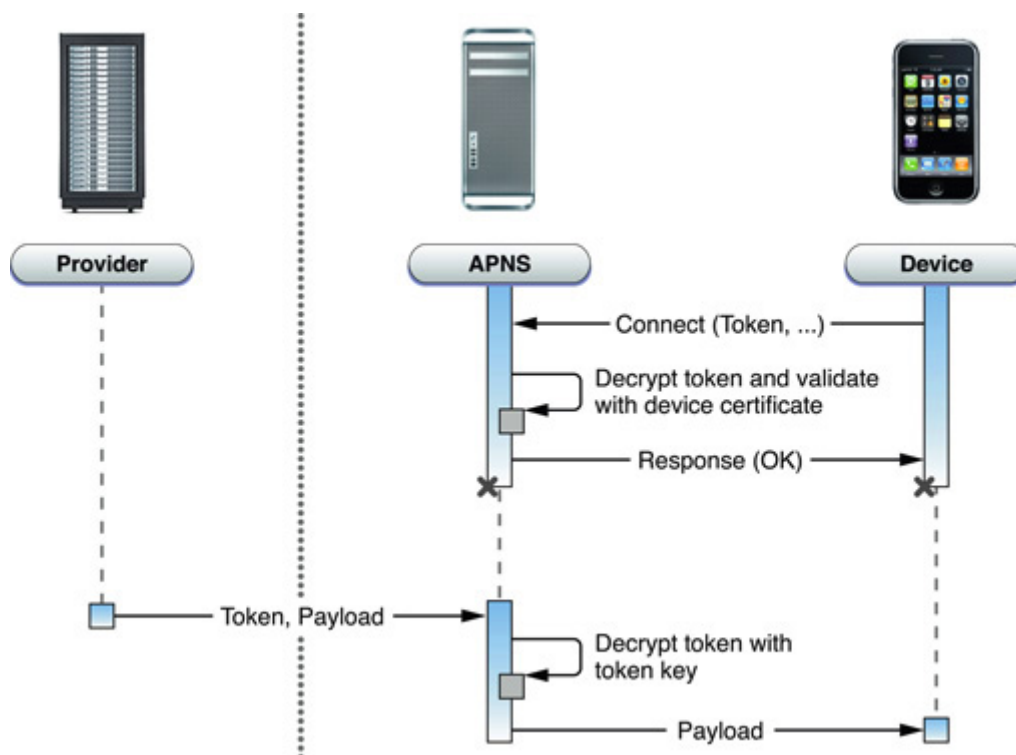 Provider
APNS
Device
Connect (Token, ...)
Decrypt token and validate
with device certificate
Response (OK)
Token, Payload
Decrypt token with
token key
Payload